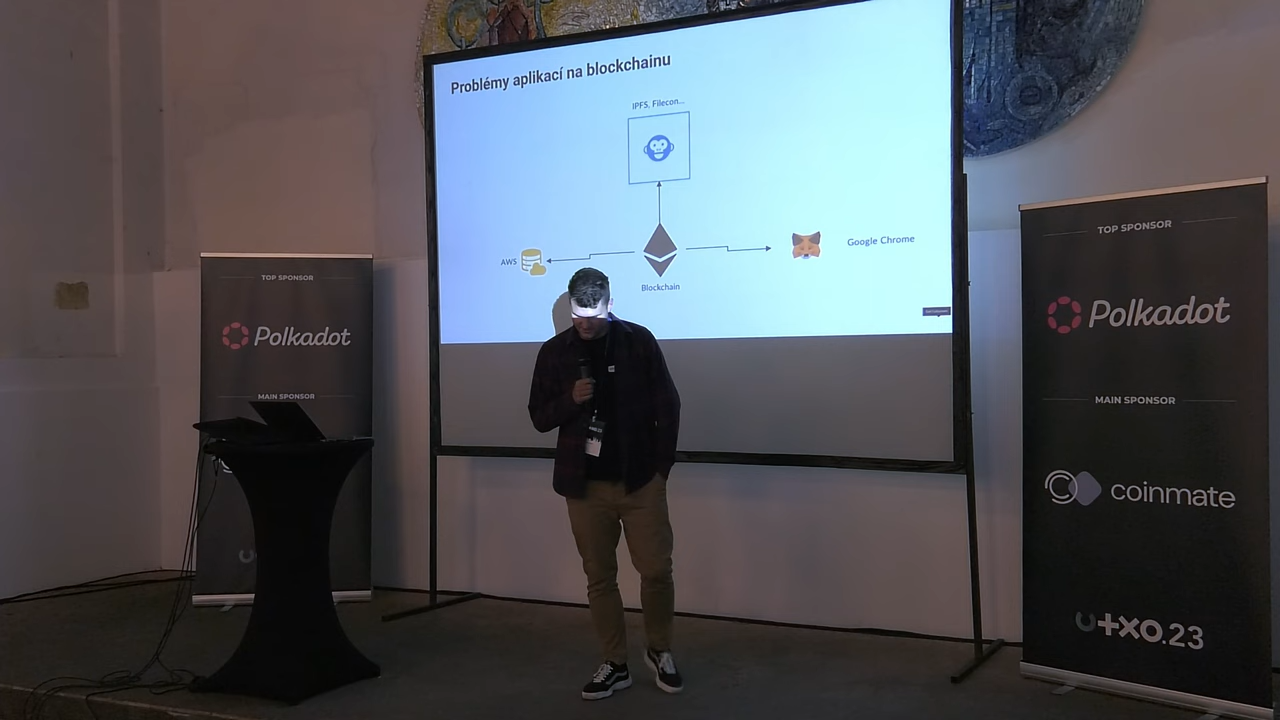 Problémy aplikací na blockchainu
IPFS, Filecon...
AWS
Google Chrome
Blockchain
TOP SPONSOR
Polkadot
MAIN SPONSOR
TOP SPONSOR
Polkadot
MAIN SPONSOR
coinmate
utxo.23